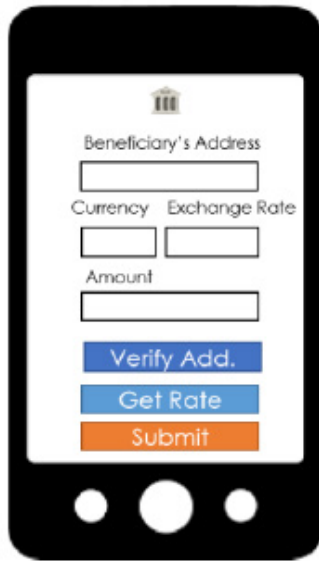 Beneficiary's Address
Currency Exchange Rate
Amount
Verify Add.
Get Rate
Submit